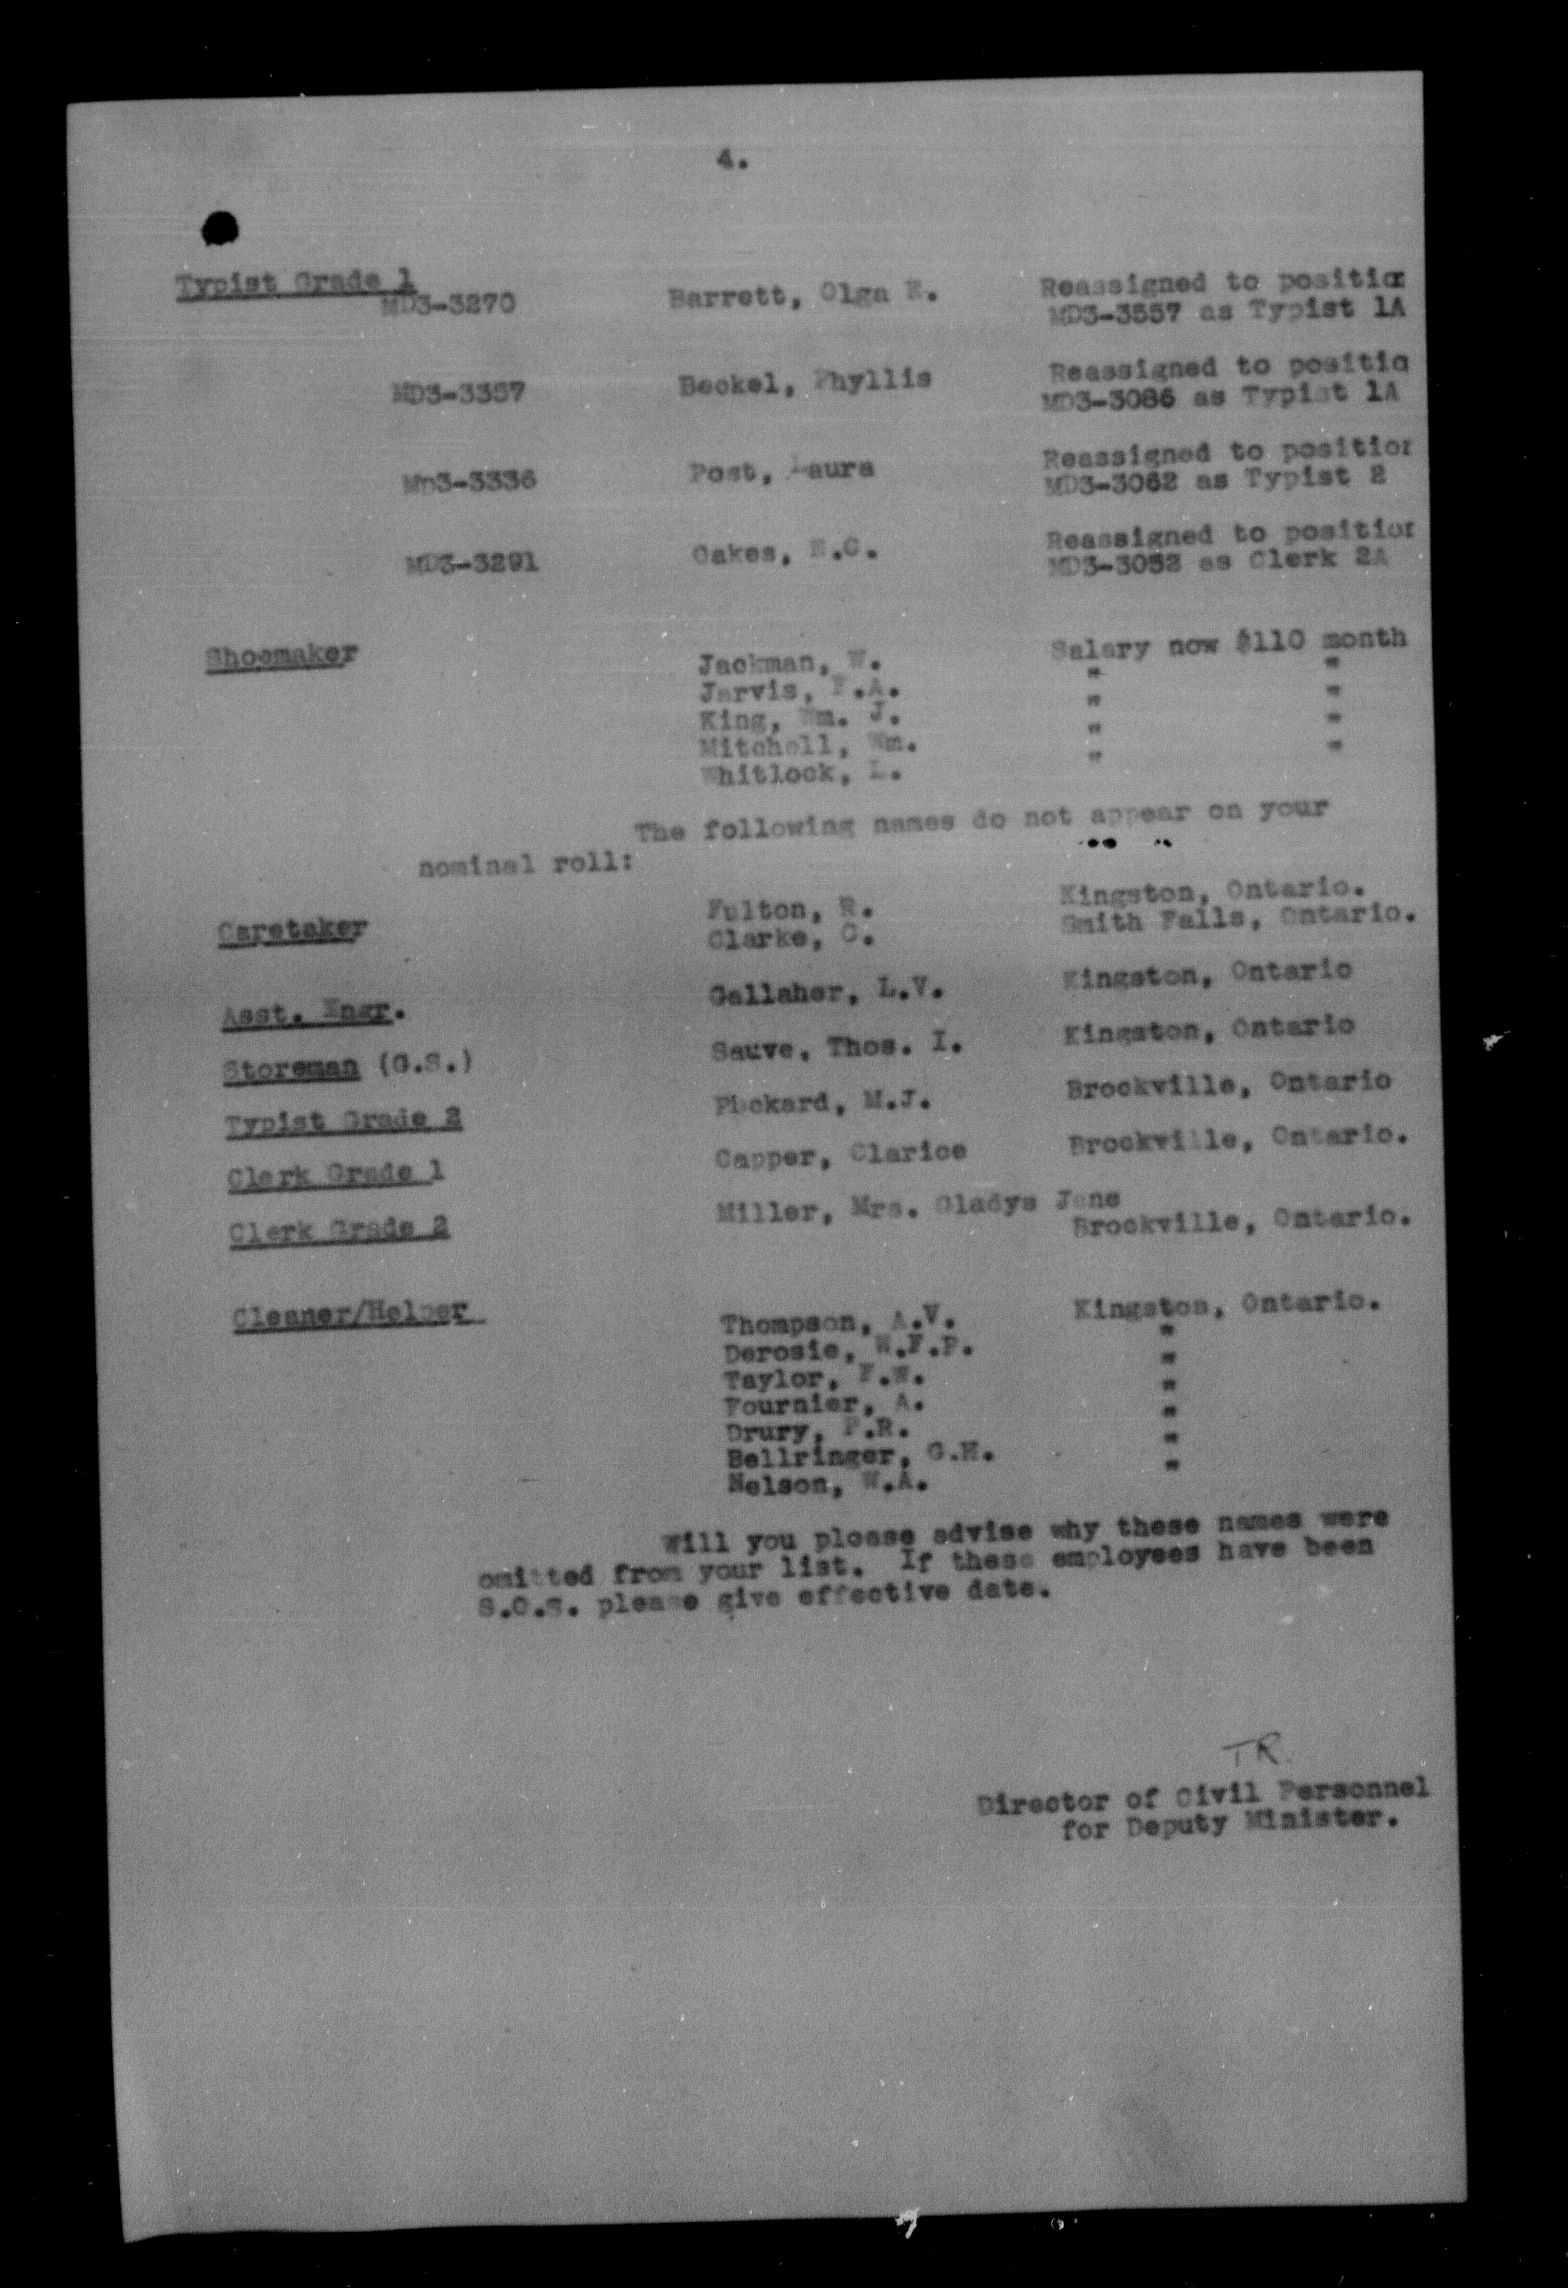 4.
Typist Grade 1
MD3-3270 Barrett, Olga E. Reassigned to position
MD3-3557 as Typist 1A
MD3-3357 Beckel, Phyllis Reassigned to positio
MD3-3086 as Typist 1A
MD3-3336 Post, Laura Reassigned to position
MD3-3062 as Typist 2
MD3-3291 Oakes, E.C. Reassigned to position
MD3-3052 as Clerk 2A
Shoemaker Jackman, W. Salary now $110 month
Jarvis, F.A. " "
King, Wm. J. " "
Mitchell, Wm. " "
Whitlock, L. " "
The following names do not appear on your
nominal roll:
Caretaker Fulton, R. Kingston, Ontario.
Clarke, C. Smith Falls, Ontario.
Asst. Engr. Gallaher, L.V. Kingston, Ontario
Storeman (G.S.) Sauve, Thos. I. Kingston, Ontario
Typist Grade 2 Pickard, M.J. Brockville, Ontario
Clerk Grade 1 Capper, Clarice Brockville, Ontario.
Clerk Grade 2 Miller, Mrs. Gladys Jane
Brockville, Ontario.
Cleaner/Helper Thompson, A.V. Kingston, Ontario.
Derosie, W.F.P. "
Taylor, F.W. "
Fournier, A. "
Drury, F.R. "
Bellringer, G.H. "
Nelson, W.A. "
Will you please advise why these names were
omitted from your list. If these employees have been
S.O.S. please give effective date.
TR
Director of Civil Personnel
for Deputy Minister.